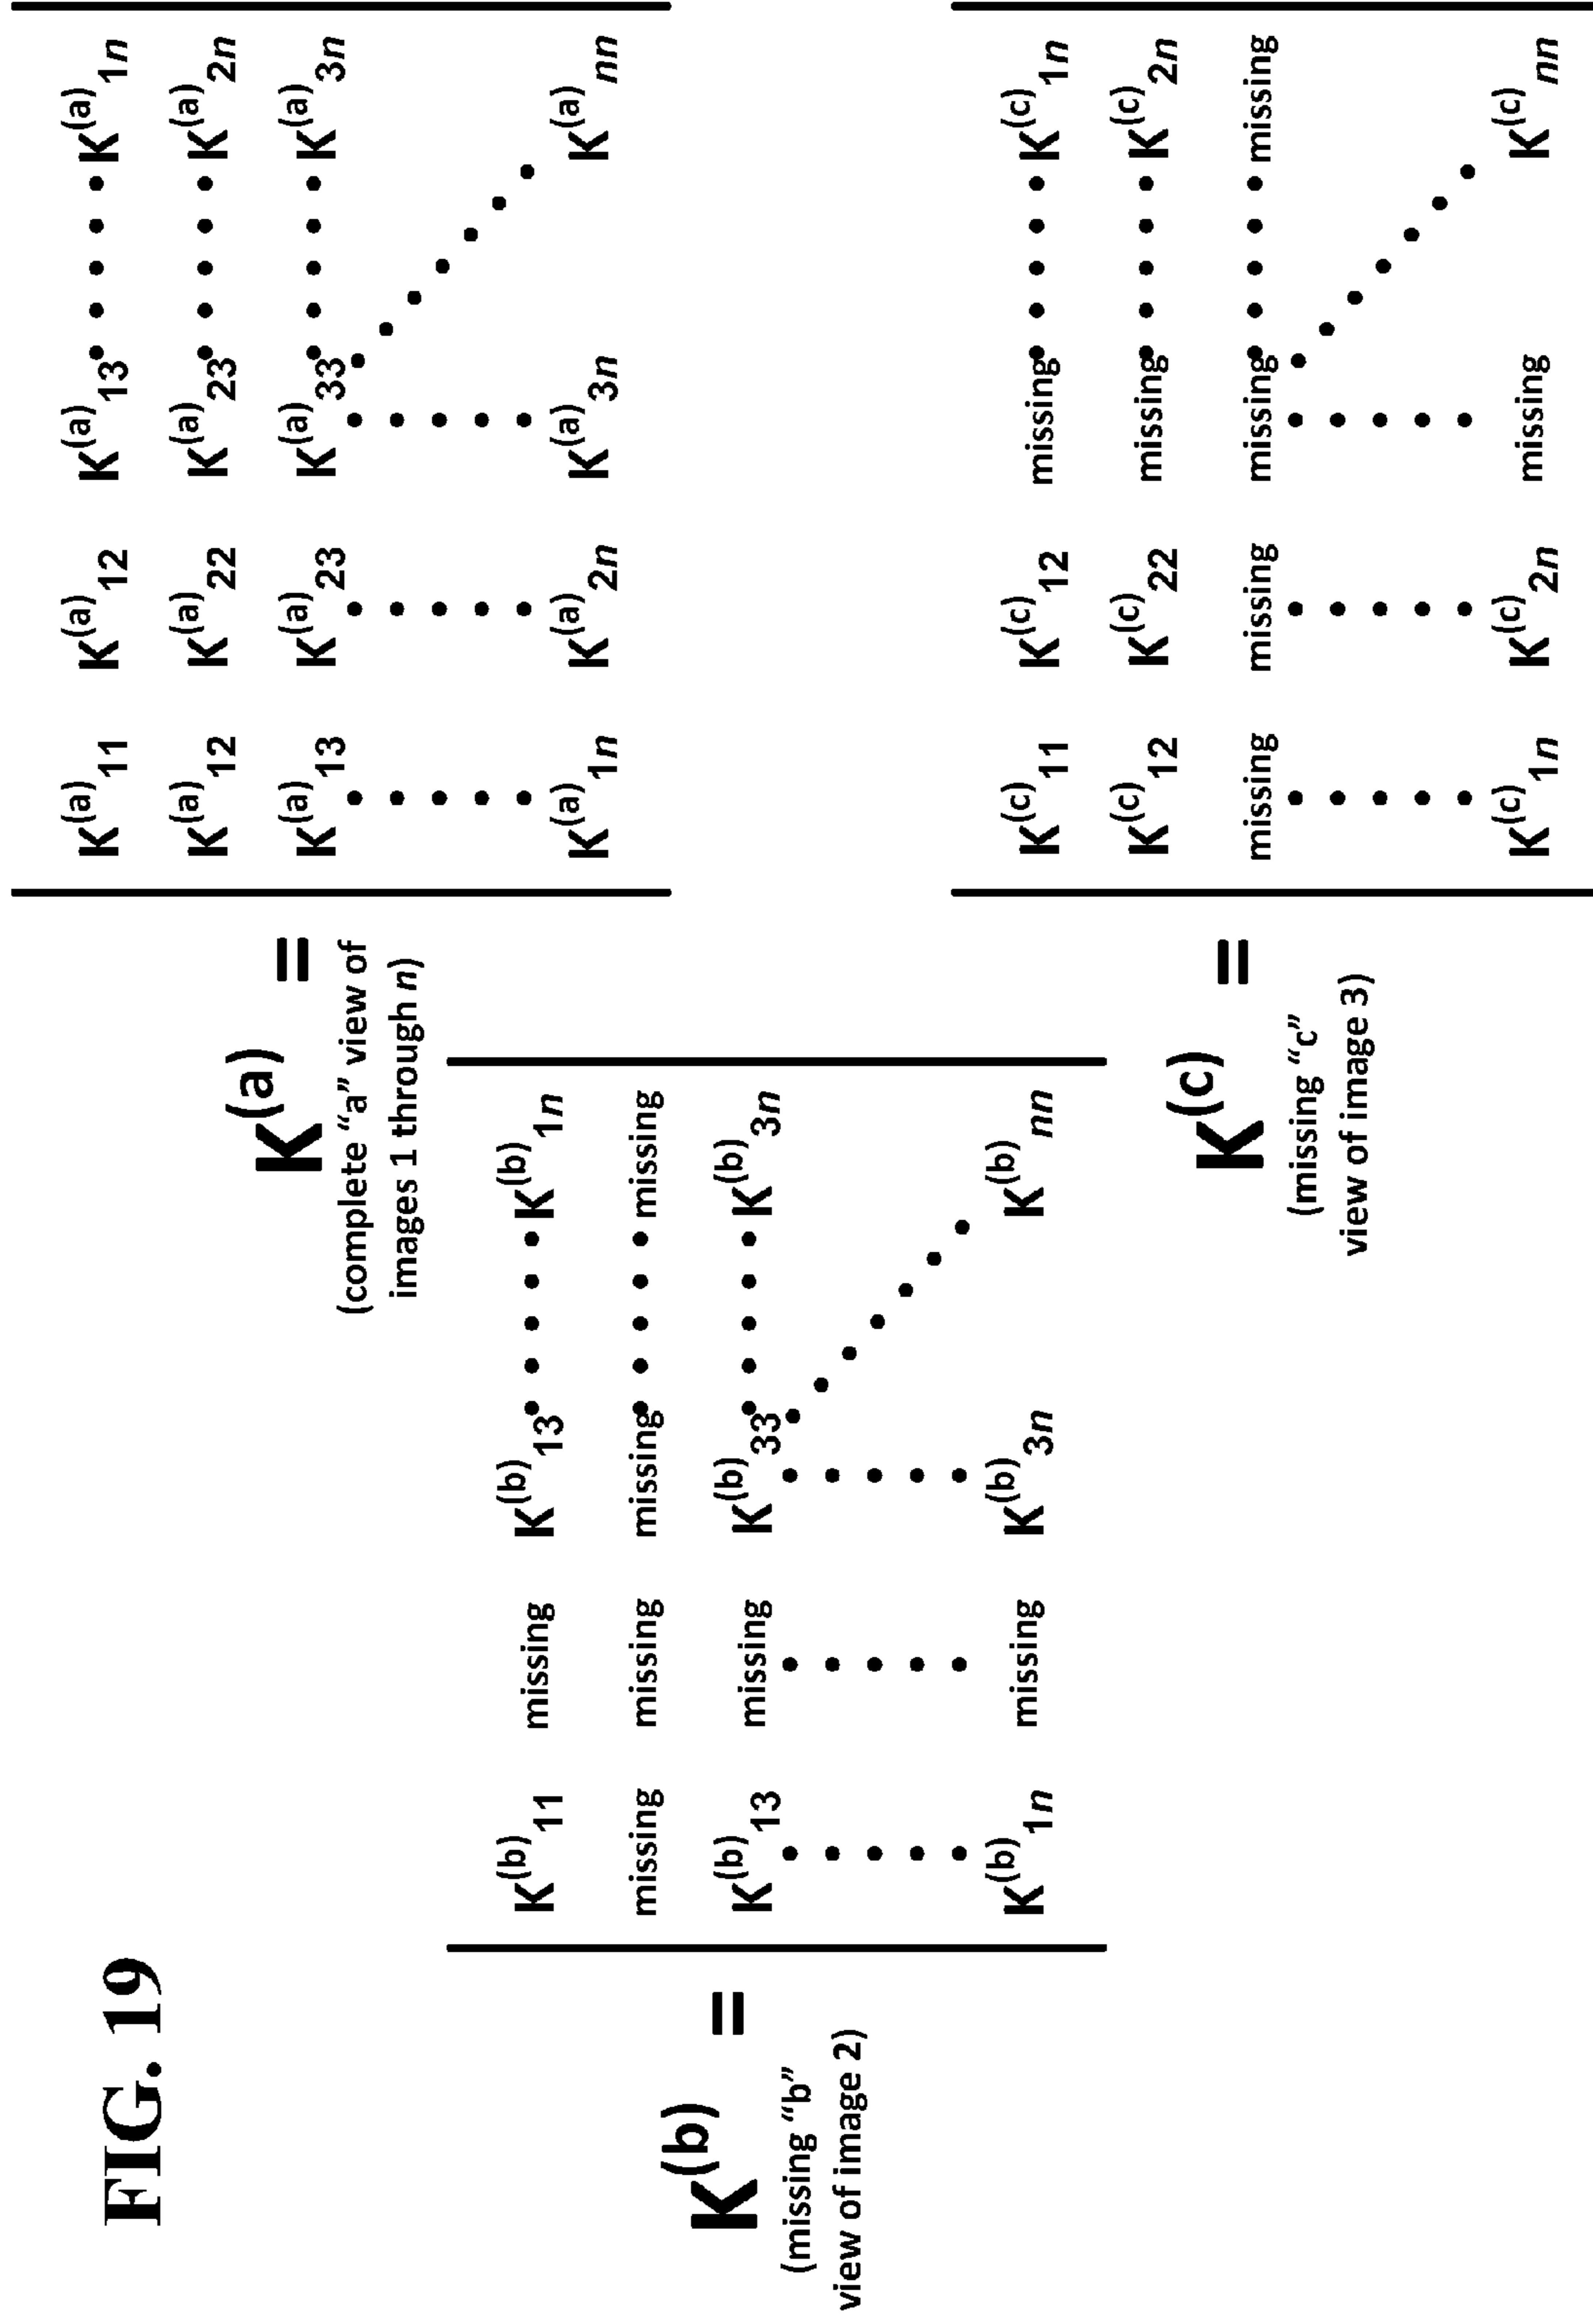 FIG. 19
K(a) =
(complete “a” view of
images 1 through n)
K(a)11 K(a)12 K(a)13 • • • • • K(a)1n
K(a)12 K(a)22 K(a)23 • • • • • K(a)2n
K(a)13 K(a)23 K(a)33 • • • • • K(a)3n
K(a)1n K(a)2n K(a)3n K(a)nn
K(b) =
(missing “b”
view of image 2)
K(b)11 missing K(b)13 • • • • • K(b)1n
missing missing missing • • • • • missing
K(b)13 missing K(b)33 • • • • • K(b)3n
K(b)1n missing K(b)3n K(b)nn
K(c) =
(missing “c”
view of image 3)
K(c)11 K(c)12 missing • • • • • K(c)1n
K(c)12 K(c)22 missing • • • • • K(c)2n
missing missing missing • • • • • missing
K(c)1n K(c)2n missing K(c)nn